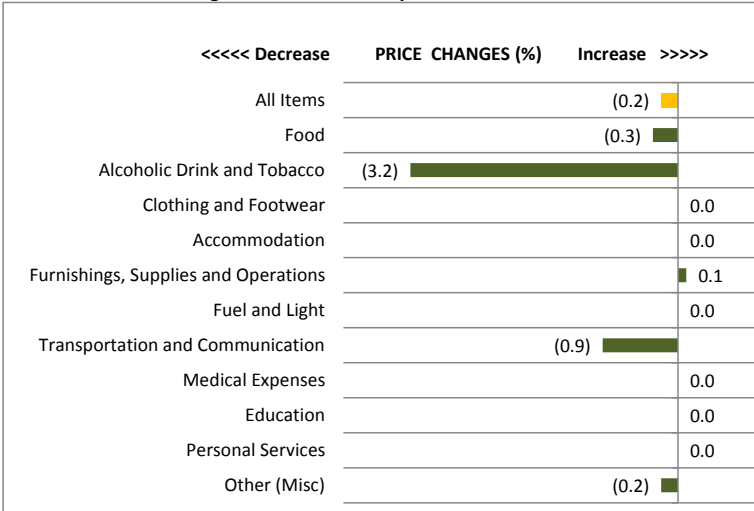 <<<<< Decrease PRICE CHANGES (%) Increase >>>>>
All Items (0.2)
Food (0.3)
Alcoholic Drink and Tobacco (3.2)
Clothing and Footwear 0.0
Accommodation 0.0
Furnishings, Supplies and Operations 0.1
Fuel and Light 0.0
Transportation and Communication (0.9)
Medical Expenses 0.0
Education 0.0
Personal Services 0.0
Other (Misc) (0.2)